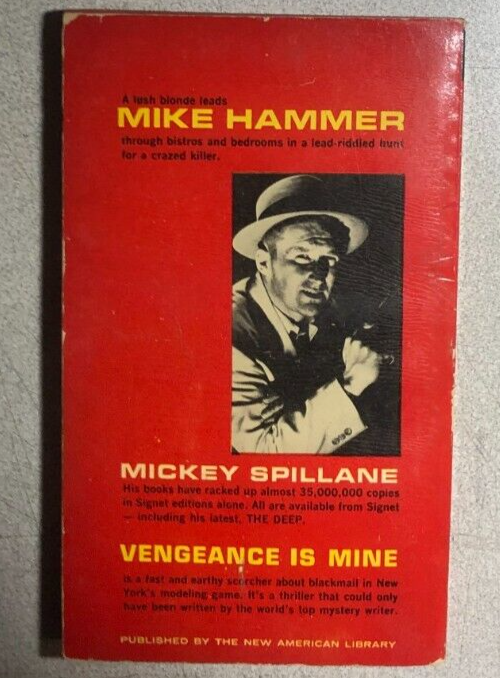 A lush blonde leads
MIKE HAMMER
through bistros and bedrooms in a lead-riddled hunt
for a crazed killer.
MICKEY SPILLANE
His books have racked up almost 35,000,000 copies
in Signet editions alone. All are available from Signet
— including his latest, THE DEEP.
VENGEANCE IS MINE
is a fast and earthy scorcher about blackmail in New
York's modeling game. It's a thriller that could only
have been written by the world's top mystery writer.
PUBLISHED BY THE NEW AMERICAN LIBRARY